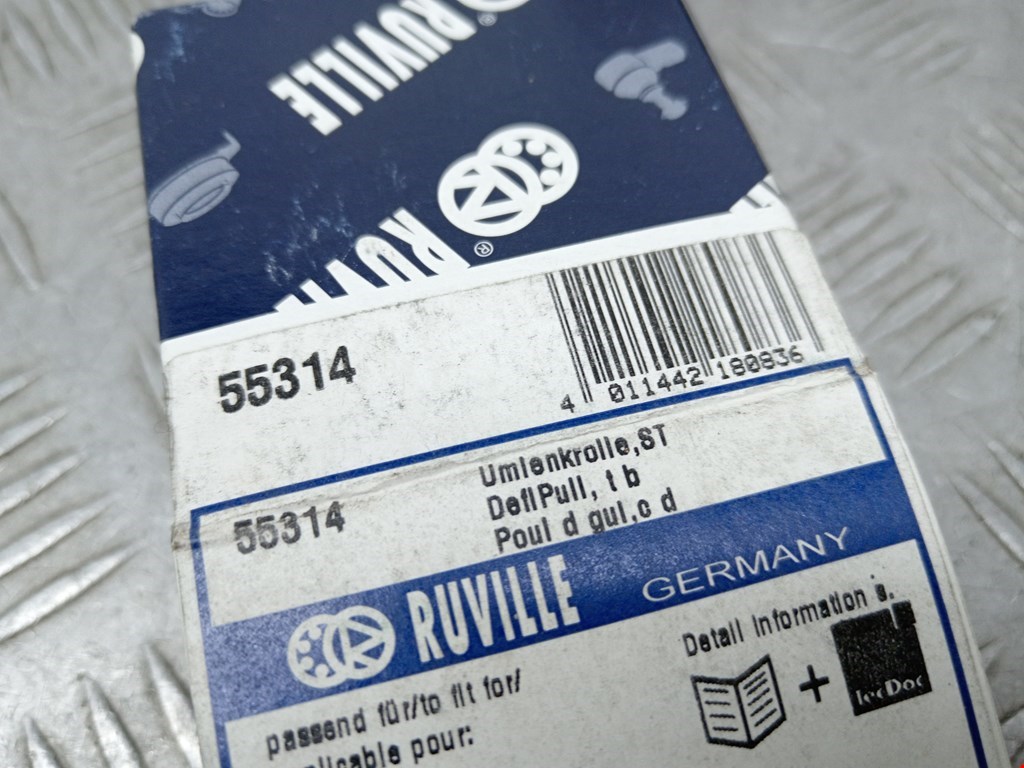 RUVILLE
®
RUVILLE
®
55314
4 011442 180836
55314
Umlenkrolle,ST
DeflPull, t b
Poul d gui,c d
RUVILLE GERMANY
Detail Information s.
+ TecDoc
passend für/to fit for/
pour: